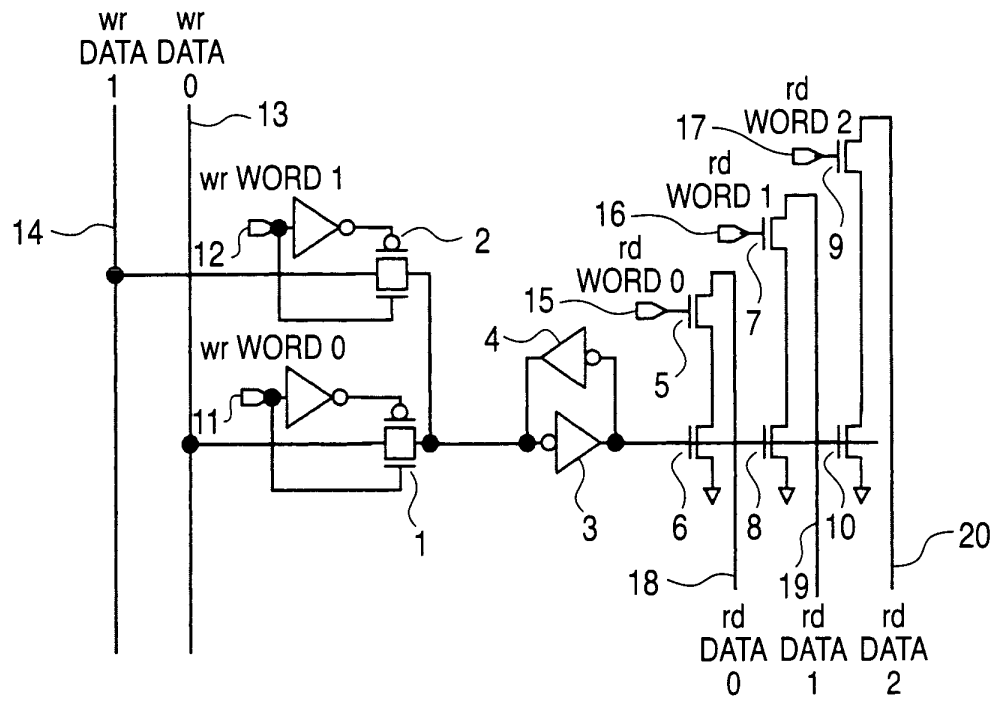 wr wr
DATA DATA
1 0
13
rd
WORD 2
17
wr WORD 1
rd
WORD 1
14
2
16
9
12
rd
WORD 0
7
15
4
wr WORD 0
5
11
1
3
6
8
10
20
18
19
rd rd rd
DATA DATA DATA
0 1 2